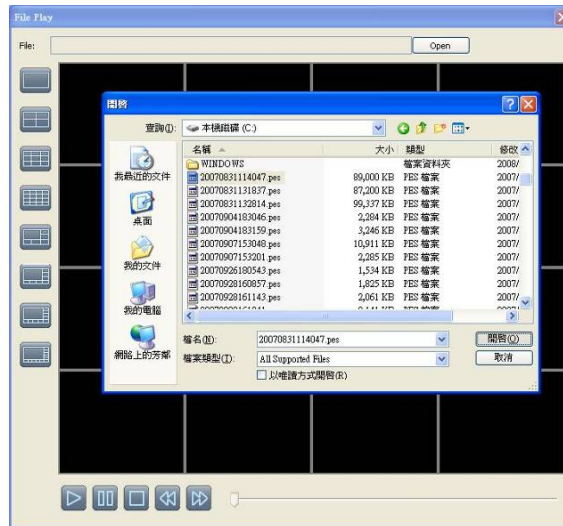 File Play
File:
Open
開啓
查詢(I):
本機磁碟 (C:)
我最近的文件
桌面
我的文件
我的電腦
網路上的芳鄰
名稱 大小 類型 修改
WINDOWS 檔案資料夾 2008/
20070831114047.pes 89,000 KB PES 檔案 2007/
20070831131837.pes 87,200 KB PES 檔案 2007/
20070831132814.pes 99,337 KB PES 檔案 2007/
20070904183046.pes 2,284 KB PES 檔案 2007/
20070904183159.pes 3,246 KB PES 檔案 2007/
20070907153048.pes 10,911 KB PES 檔案 2007/
20070907153201.pes 2,285 KB PES 檔案 2007/
20070926180543.pes 1,534 KB PES 檔案 2007/
20070928160857.pes 1,825 KB PES 檔案 2007/
20070928161143.pes 2,061 KB PES 檔案 2007/
檔名(N): 20070831114047.pes 開啓(O)
檔案類型(T): All Supported Files 取消
以唯讀方式開啓(R)